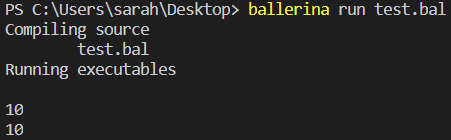 PS C:\Users\sarah\Desktop> ballerina run test.bal
Compiling source
        test.bal
Running executables

10
10